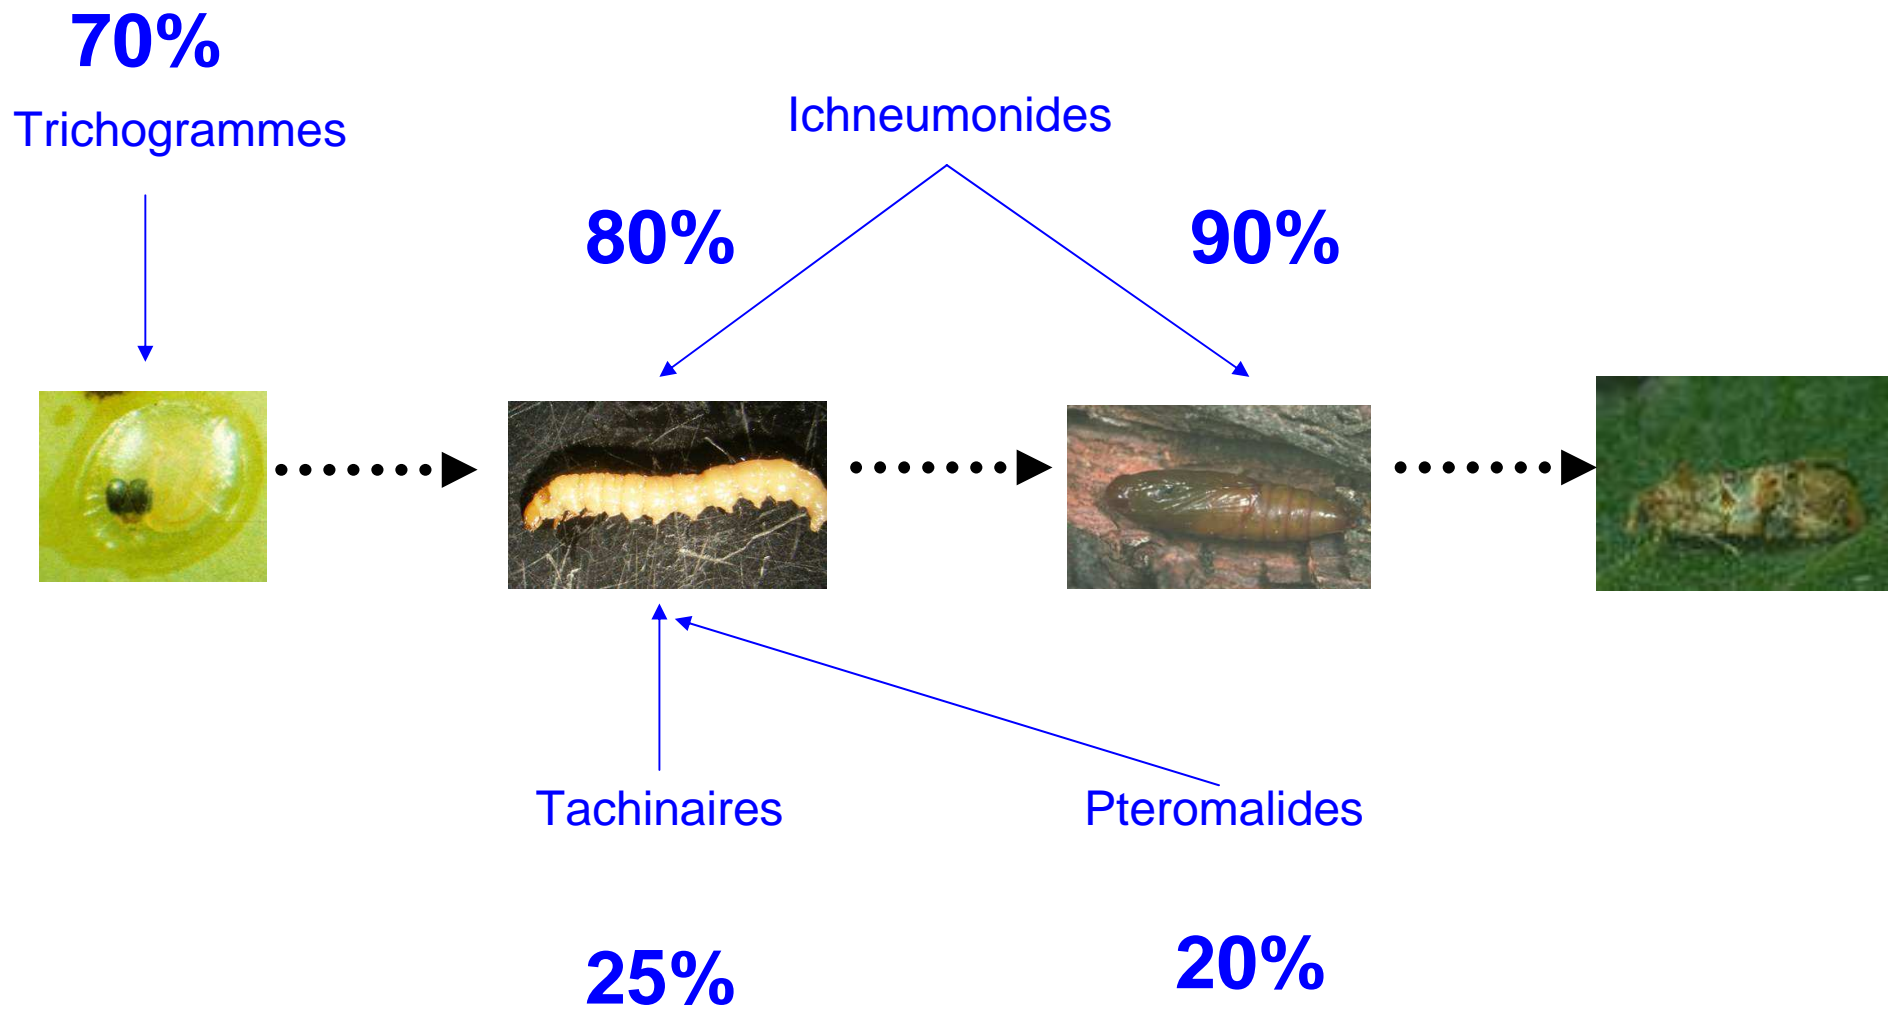 70%
Trichogrammes
Ichneumonides
80%
90%
Tachinaires
Pteromalides
25%
20%